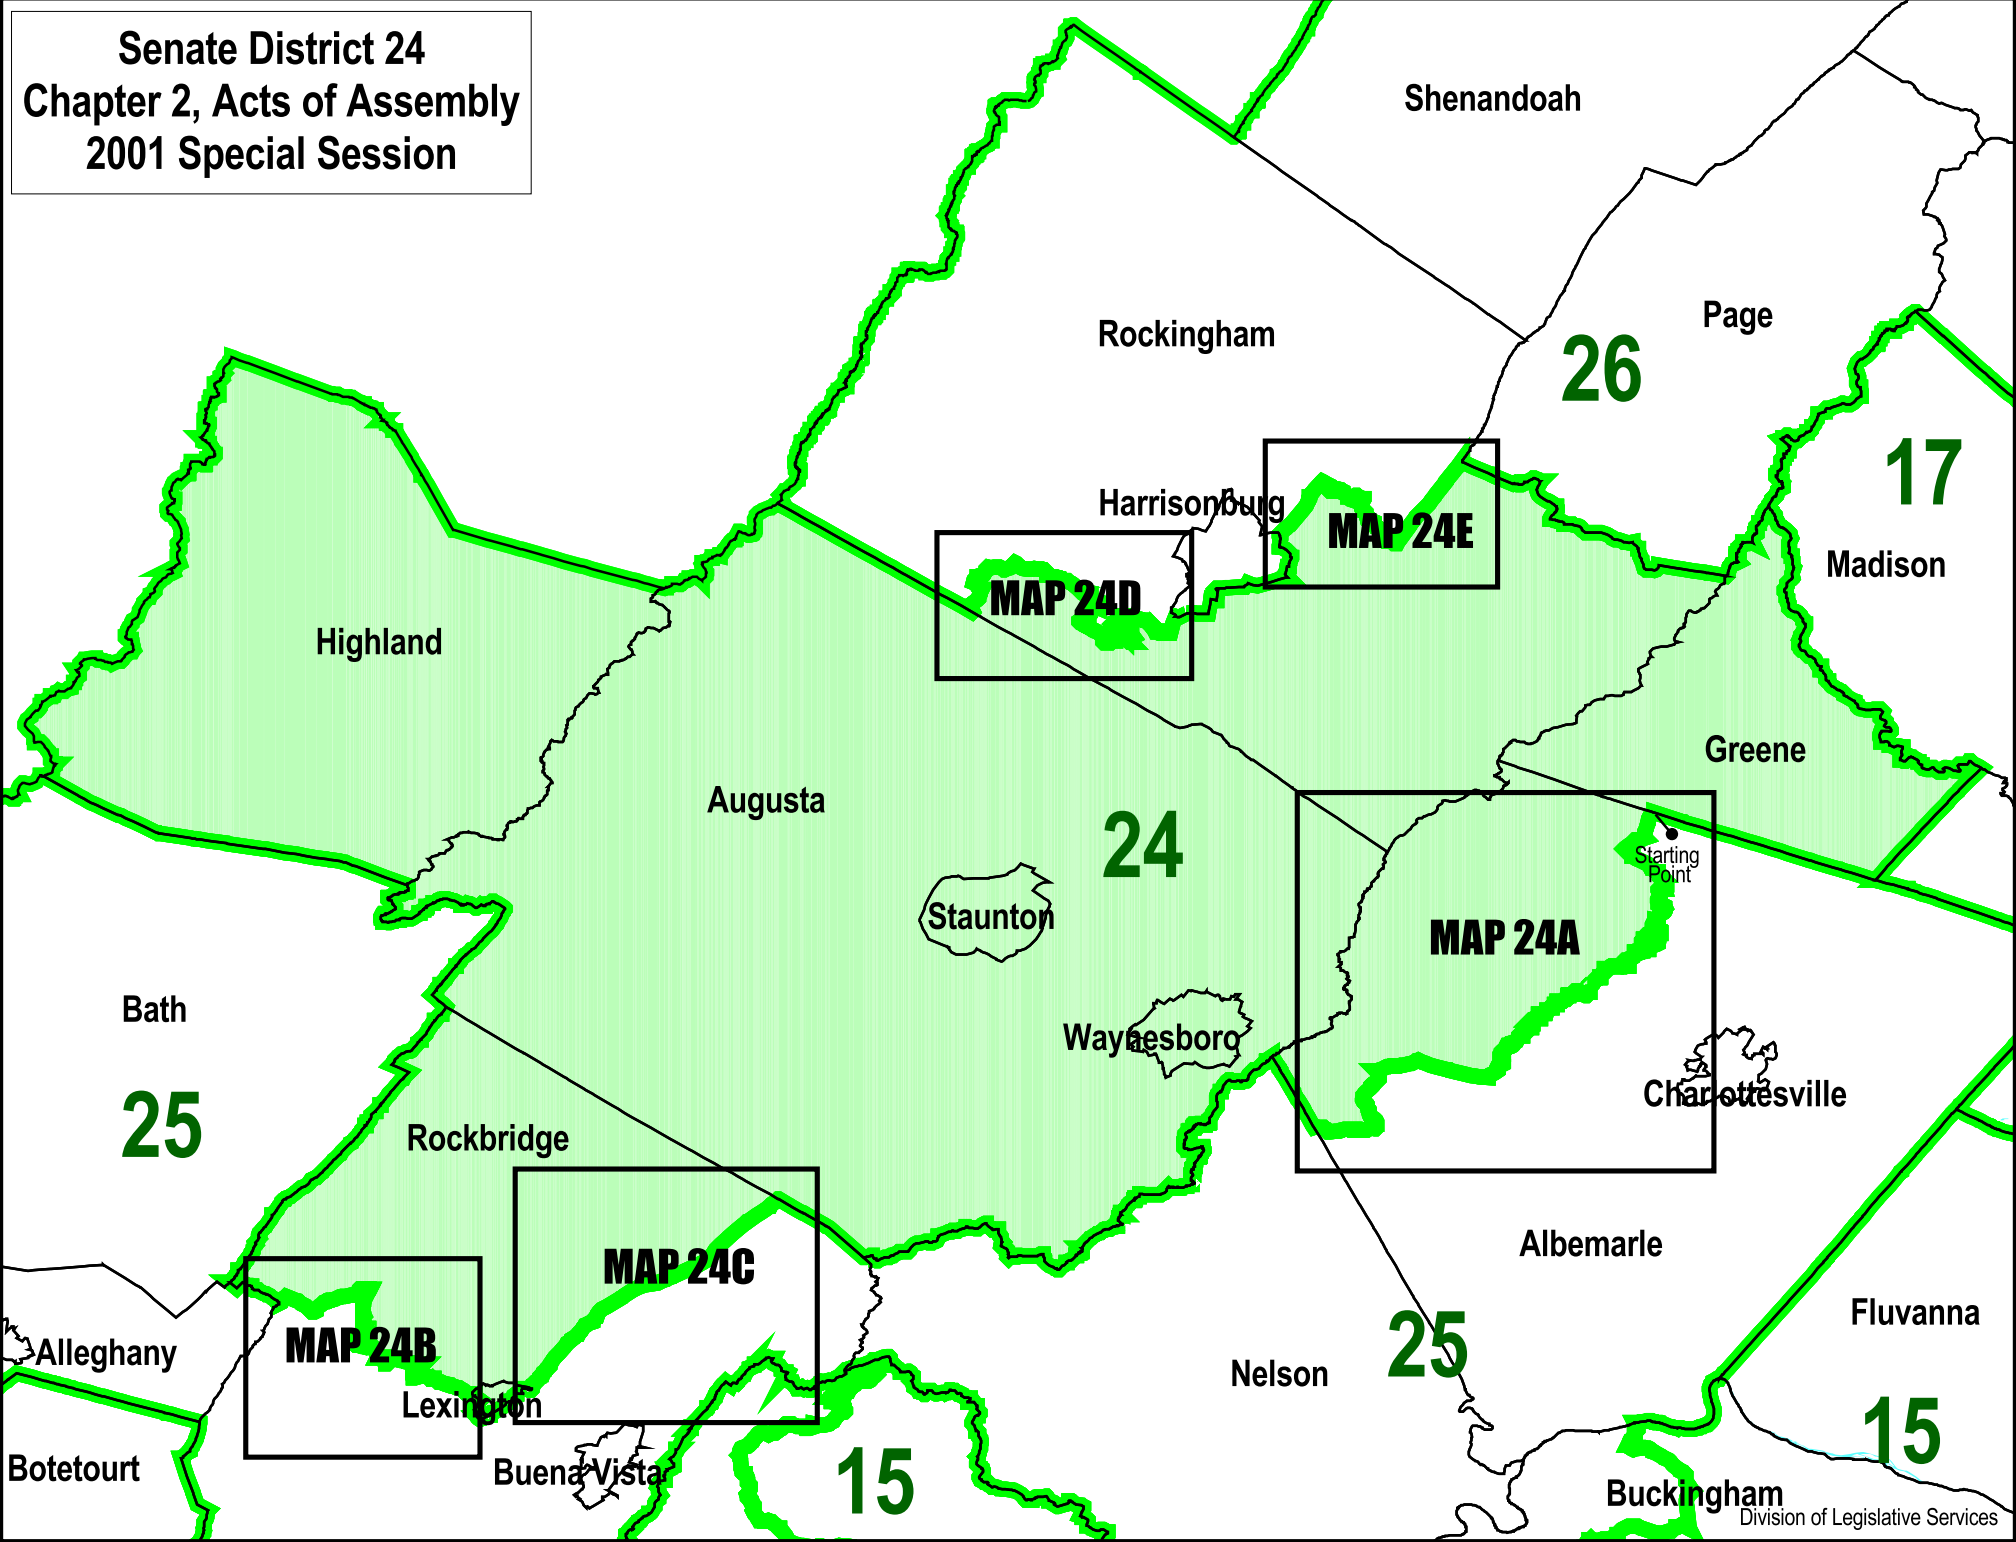 Senate District 24
Chapter 2, Acts of Assembly
2001 Special Session
Shenandoah
Page
Rockingham
26
17
Harrisonburg
MAP 24E
Madison
MAP 24D
Highland
Greene
Augusta
24
Starting
Point
Staunton
MAP 24A
Bath
Waynesboro
Charlottesville
25
Rockbridge
Albemarle
MAP 24C
Fluvanna
25
MAP 24B
Alleghany
Nelson
Lexington
15
Botetourt
Buena Vista
15
Buckingham
Division of Legislative Services